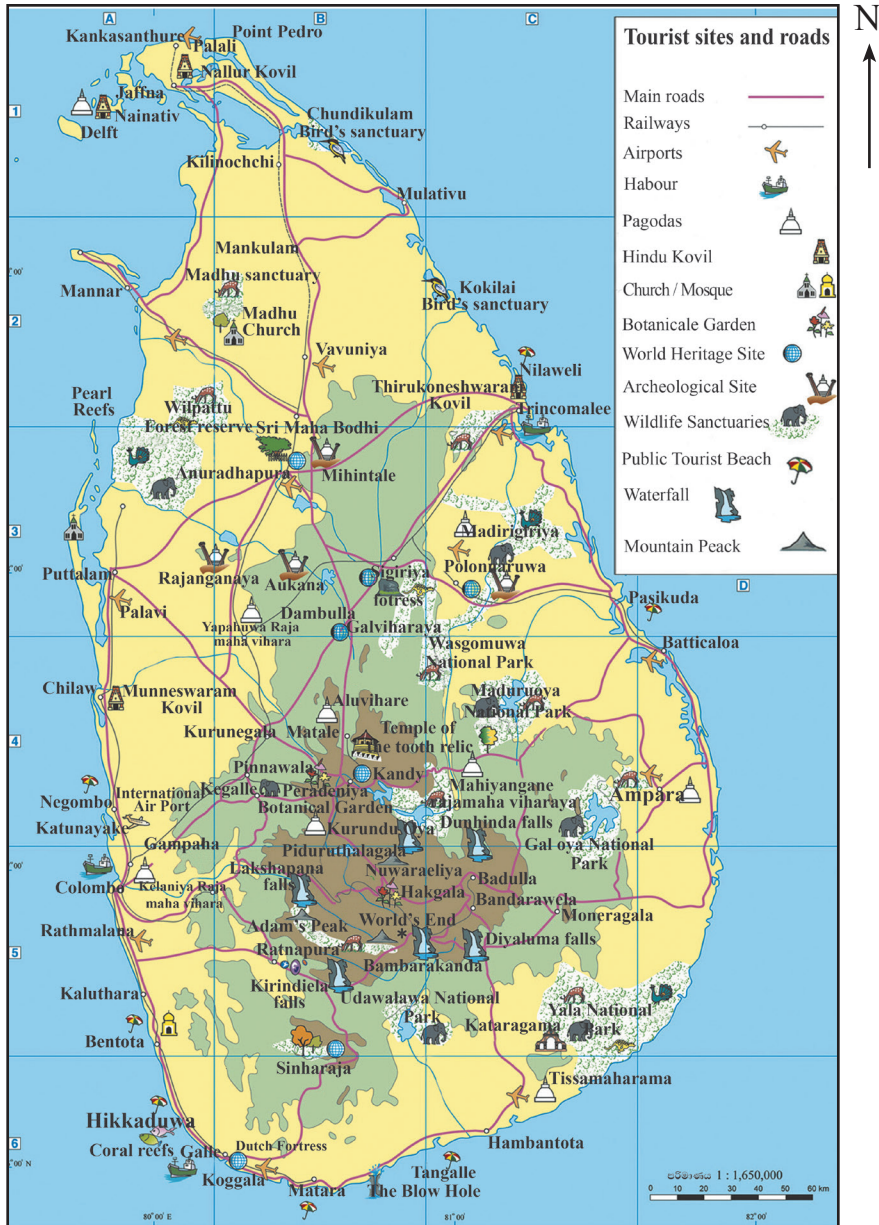 A
B
C
N
Kankasanthure
Point Pedro
Palali
Nallur Kovil
Jaffna
Nainativ
Delft
1
Chundikulam
Bird's sanctuary
Kilinochchi
Mulativu
Mankulam
Madhu sanctuary
Mannar
Madhu
Church
Kokilai
Bird's sanctuary
2
Vavuniya
Nilaweli
Thirukoneshwaram
Kovil
Trincomalee
Pearl
Reefs
Wilpattu
Forest reserve
Sri Maha Bodhi
Anuradhapura
Mihintale
3
Madirigiriya
Puttalam
Rajanganaya
Aukana
Sigiriya
fotress
Polonnaruwa
D
Palavi
Dambulla
Pasikuda
Yapahuwa Raja
maha vihara
Galviharaya
Wasgomuwa
National Park
Batticaloa
Chilaw
Munneswaram
Kovil
Aluvihare
Maduruoya
National Park
4
Kurunegala
Matale
Temple of
the tooth relic
Pinnawala
Kandy
Mahiyangane
rajamaha viharaya
Negombo
International
Air Port
Kegalle
Peradeniya
Botanical Garden
Ampara
Katunayake
Kurundu Oya
Dunhinda falls
Gampaha
Piduruthalagala
Gal oya National
Park
Colombo
Kelaniya Raja
maha vihara
Lakshapana
falls
Nuwaraeliya
Hakgala
Badulla
Bandarawela
Moneragala
Rathmalana
5
Adam's Peak
World's End
*
Ratnapura
Diyaluma falls
Bambarakanda
Kirindiela
falls
Kaluthara
Udawalawa National
Park
Yala National
Park
Kataragama
Bentota
Sinharaja
Tissamaharama
Hikkaduwa
Coral reefs
6
Galle
Dutch Fortress
Hambantota
Koggala
Matara
Tangalle
The Blow Hole
80°00' E
81°00'
82°00'
Tourist sites and roads
Main roads
Railways
Airports
Habour
Pagodas
Hindu Kovil
Church / Mosque
Botanicale Garden
World Heritage Site
Archeological Site
Wildlife Sanctuaries
Public Tourist Beach
Waterfall
Mountain Peack
පරිමාණය 1 : 1,650,000
0 10 20 30 40 50 60 km